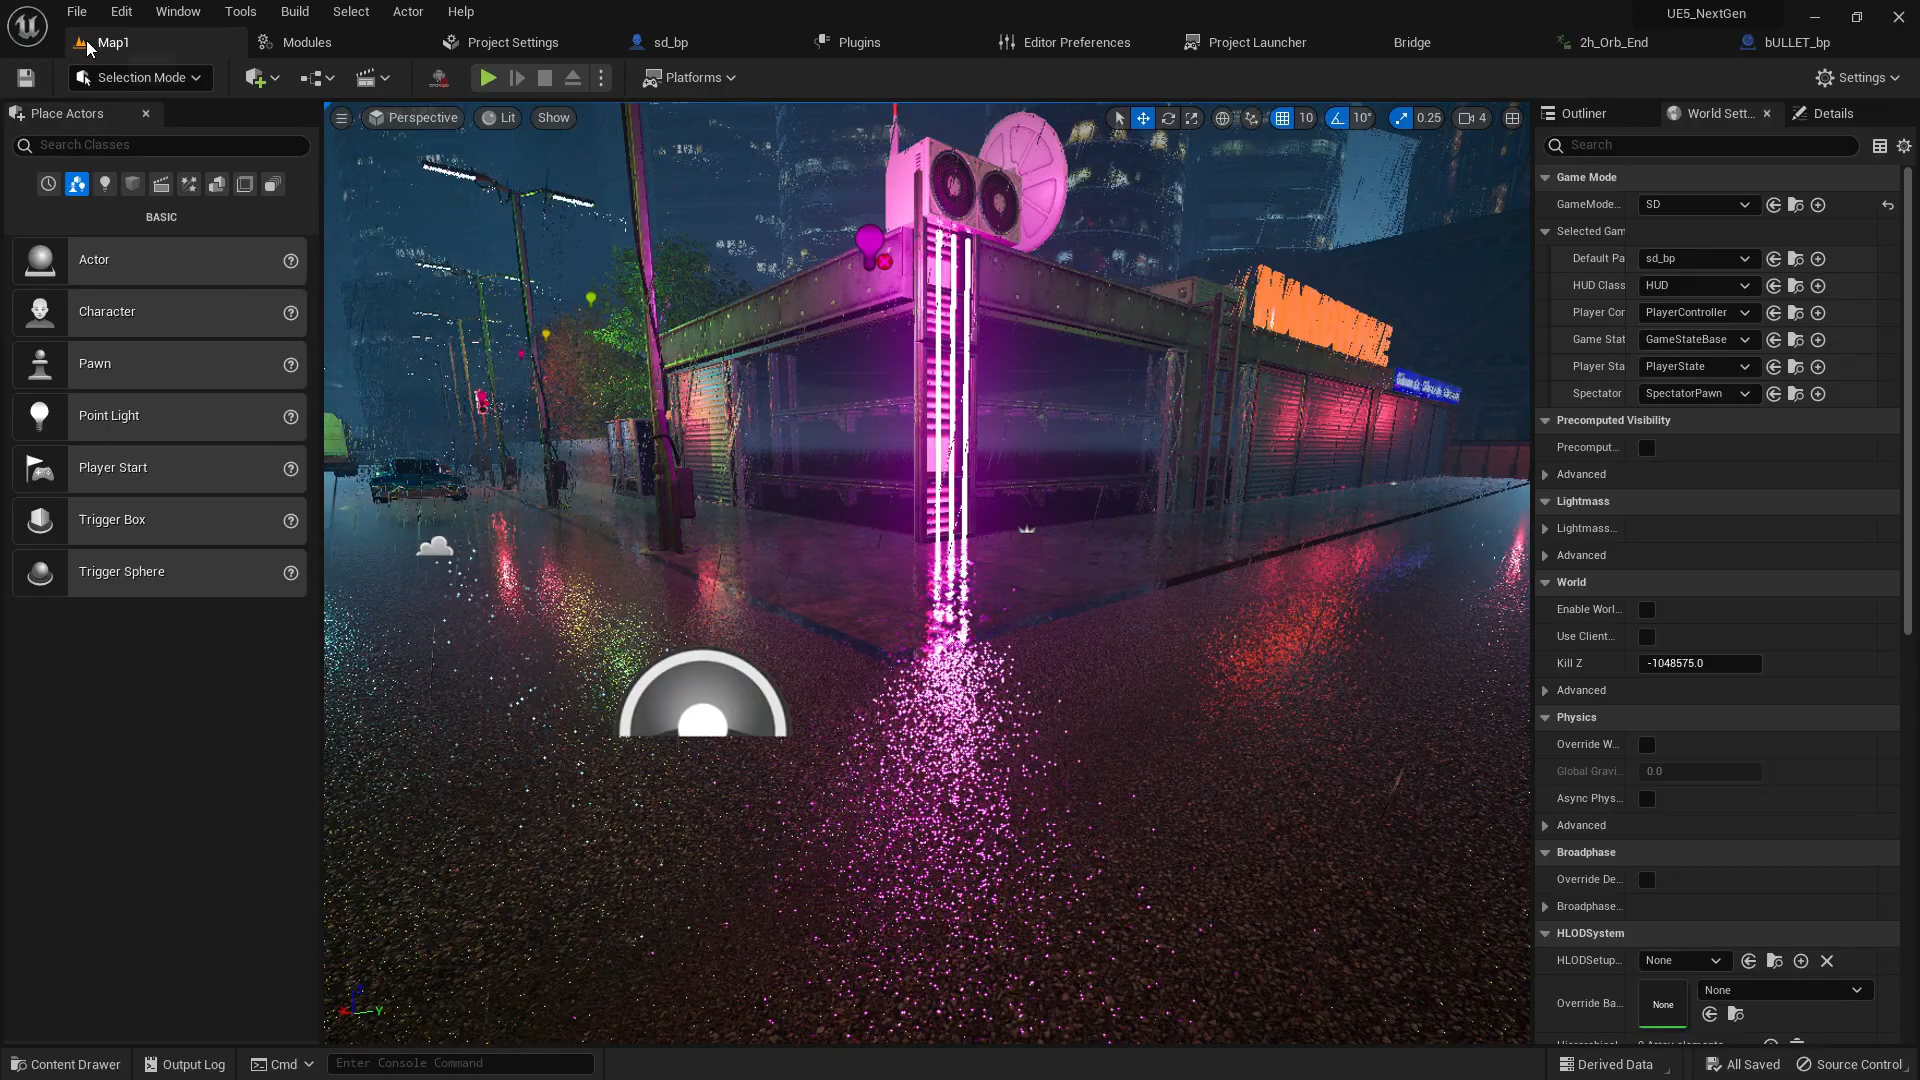 File Edit Window Tools Build Select Actor Help
UE5_NextGen
Map1 Modules Project Settings sd_bp Plugins Editor Preferences Project Launcher Bridge 2h_Orb_End bULLET_bp
Selection Mode Platforms Settings
Place Actors
Perspective Lit Show 10 10° 0.25 4
Outliner World Sett... Details
Search Classes
Search
BASIC
Actor
Character
Pawn
Point Light
Player Start
Trigger Box
Trigger Sphere
Game Mode
GameMode... SD
Selected Gam
Default Pa sd_bp
HUD Class HUD
Player Cor PlayerController
Game Stat GameStateBase
Player Sta PlayerState
Spectator SpectatorPawn
Precomputed Visibility
Precomput...
Advanced
Lightmass
Lightmass...
Advanced
World
Enable Worl...
Use Client...
Kill Z -1048575.0
Advanced
Physics
Override W...
Global Gravi... 0.0
Async Phys...
Advanced
Broadphase
Override De...
Broadphase...
HLODSystem
HLODSetup... None
Override Ba... None None
Y
Content Drawer Output Log Cmd Enter Console Command Derived Data All Saved Source Control